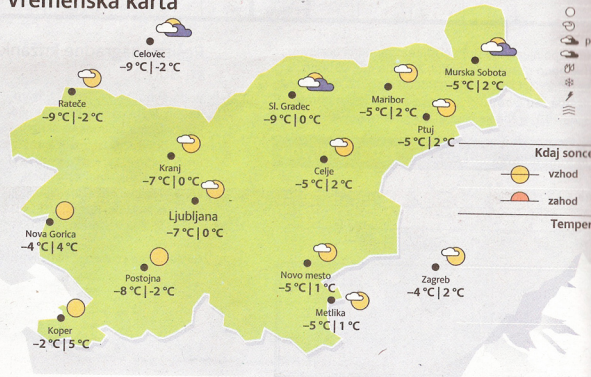 Vremenska karta
Celovec
–9 °C | -2 °C
Murska Sobota
–5 °C | 2 °C
Rateče
–9 °C | -2 °C
Sl. Gradec
–9 °C | 0 °C
Maribor
–5 °C | 2 °C
Ptuj
–5 °C | 2 °C
Kdaj sonce
vzhod
zahod
Kranj
–7 °C | 0 °C
Celje
–5 °C | 2 °C
Ljubljana
–7 °C | 0 °C
Nova Gorica
–4 °C | 4 °C
Postojna
–8 °C | -2 °C
Novo mesto
–5 °C | 1 °C
Zagreb
–4 °C | 2 °C
Metlika
–5 °C | 1 °C
Koper
–2 °C | 5 °C